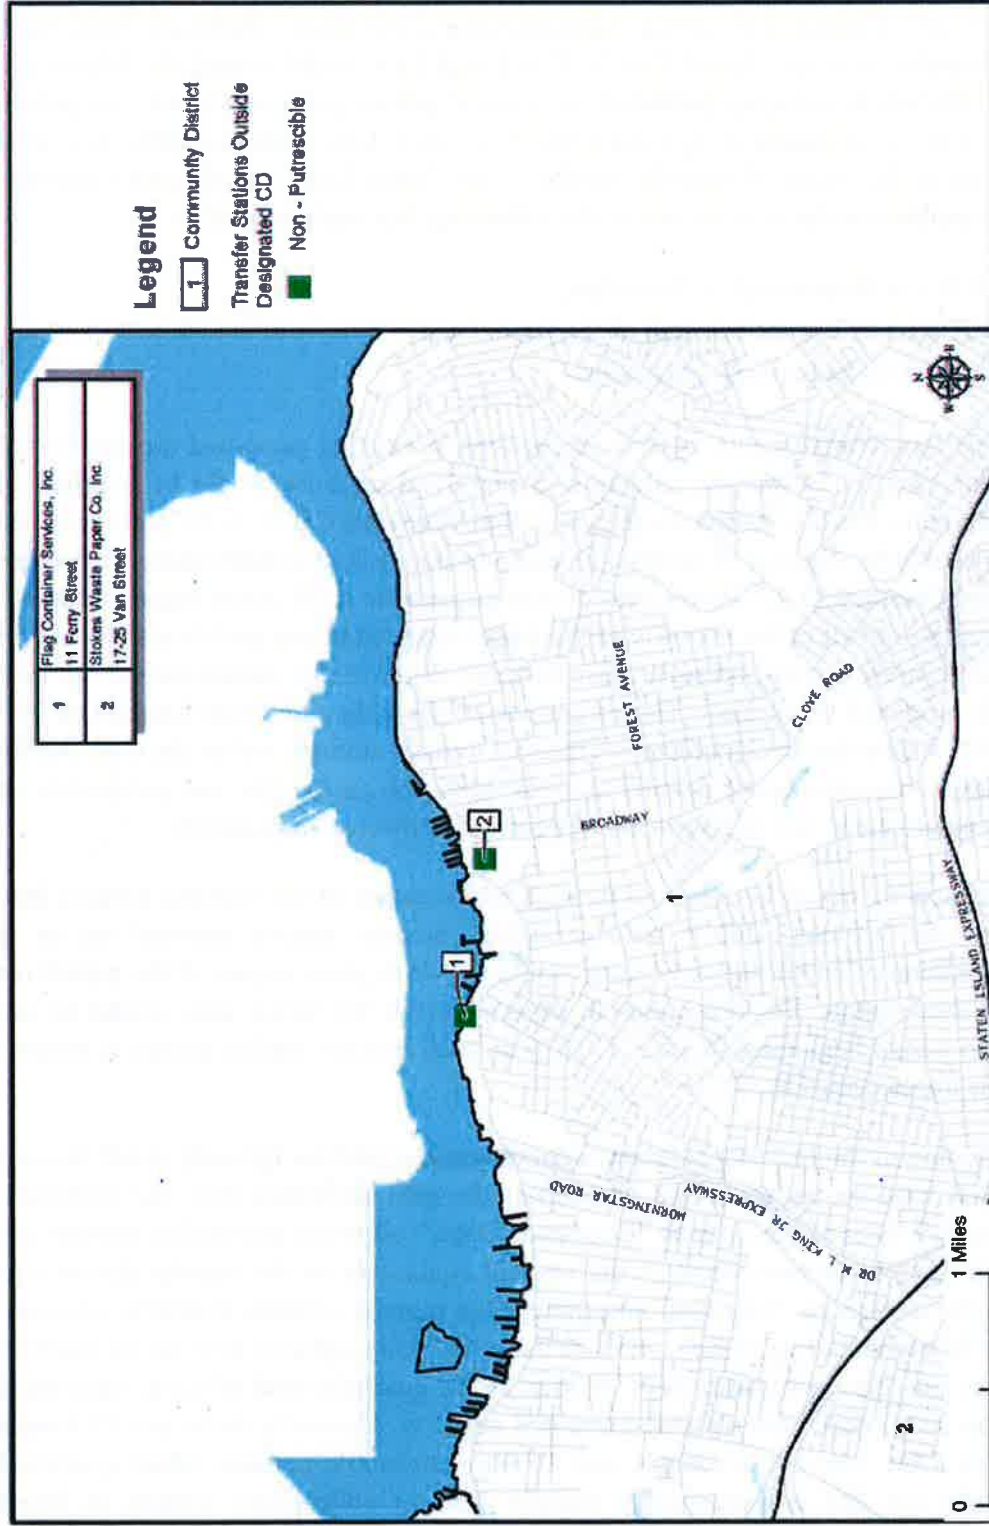 1
Flag Container Services, Inc.
11 Ferry Street
2
Stokes Waste Paper Co. Inc.
17-25 Van Street
Legend
1 Community District
Transfer Stations Outside
Designated CD
Non - Putrescible
1
2
FOREST AVENUE
BROADWAY
CLOVE ROAD
1
MORNINGSTAR ROAD
DR M L KING JR EXPRESSWAY
STATEN ISLAND EXPRESSWAY
2
N
W
E
S
0
1 Miles